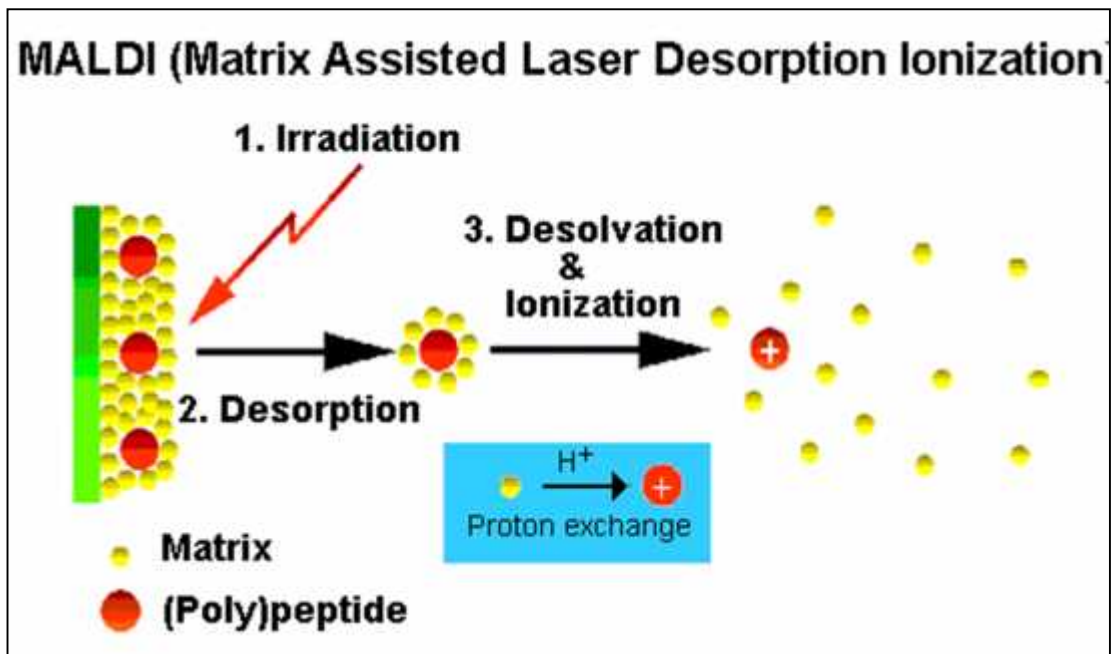 MALDI (Matrix Assisted Laser Desorption Ionization)
1. Irradiation
3. Desolvation
&
Ionization
+
2. Desorption
H+
+
Proton exchange
Matrix
(Poly)peptide